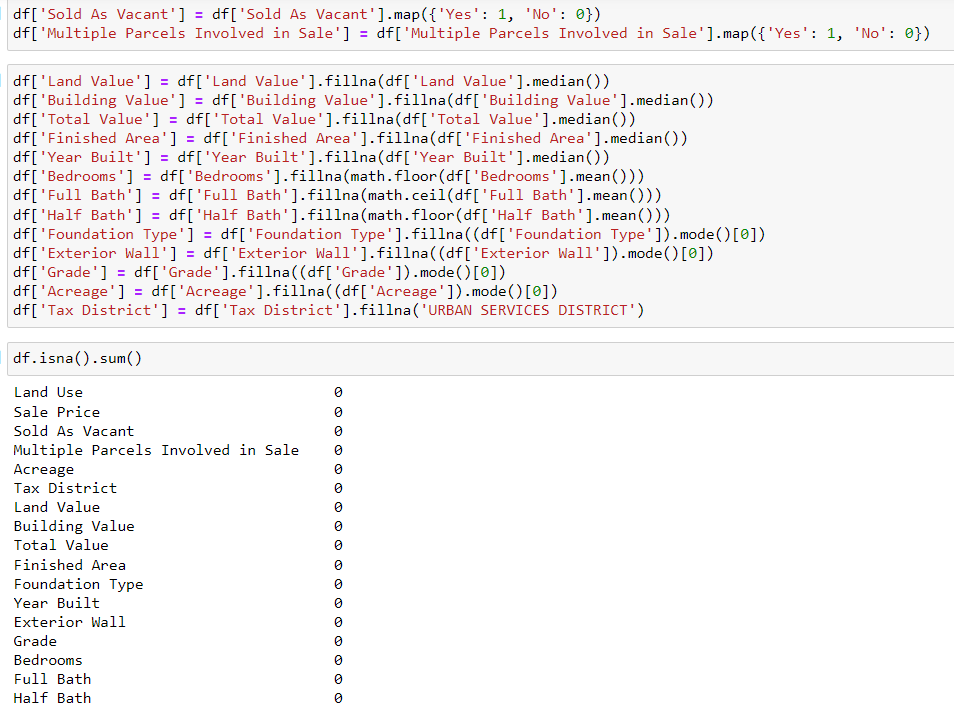 df['Sold As Vacant'] = df['Sold As Vacant'].map({'Yes': 1, 'No': 0})
df['Multiple Parcels Involved in Sale'] = df['Multiple Parcels Involved in Sale'].map({'Yes': 1, 'No': 0})
df['Land Value'] = df['Land Value'].fillna(df['Land Value'].median())
df['Building Value'] = df['Building Value'].fillna(df['Building Value'].median())
df['Total Value'] = df['Total Value'].fillna(df['Total Value'].median())
df['Finished Area'] = df['Finished Area'].fillna(df['Finished Area'].median())
df['Year Built'] = df['Year Built'].fillna(df['Year Built'].median())
df['Bedrooms'] = df['Bedrooms'].fillna(math.floor(df['Bedrooms'].mean()))
df['Full Bath'] = df['Full Bath'].fillna(math.ceil(df['Full Bath'].mean()))
df['Half Bath'] = df['Half Bath'].fillna(math.floor(df['Half Bath'].mean()))
df['Foundation Type'] = df['Foundation Type'].fillna((df['Foundation Type']).mode()[0])
df['Exterior Wall'] = df['Exterior Wall'].fillna((df['Exterior Wall']).mode()[0])
df['Grade'] = df['Grade'].fillna((df['Grade']).mode()[0])
df['Acreage'] = df['Acreage'].fillna((df['Acreage']).mode()[0])
df['Tax District'] = df['Tax District'].fillna('URBAN SERVICES DISTRICT')
df.isna().sum()
Land Use 0
Sale Price 0
Sold As Vacant 0
Multiple Parcels Involved in Sale 0
Acreage 0
Tax District 0
Land Value 0
Building Value 0
Total Value 0
Finished Area 0
Foundation Type 0
Year Built 0
Exterior Wall 0
Grade 0
Bedrooms 0
Full Bath 0
Half Bath 0